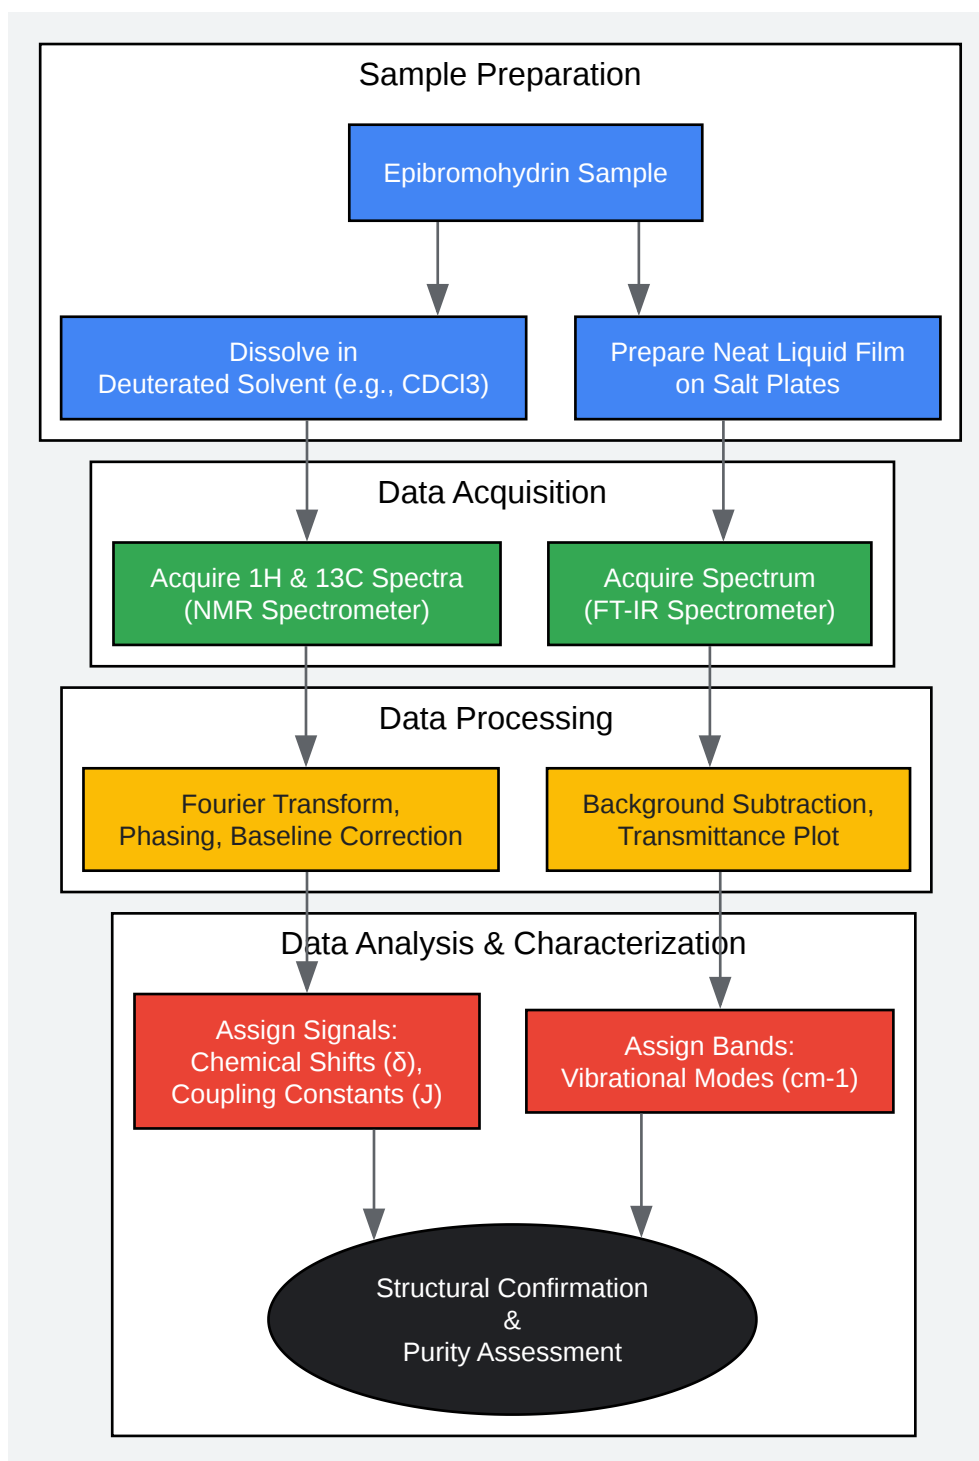 Sample Preparation
Epibromohydrin Sample
Dissolve in
Deuterated Solvent (e.g., CDCl3)
Prepare Neat Liquid Film
on Salt Plates
Data Acquisition
Acquire 1H & 13C Spectra
(NMR Spectrometer)
Acquire Spectrum
(FT-IR Spectrometer)
Data Processing
Fourier Transform,
Phasing, Baseline Correction
Background Subtraction,
Transmittance Plot
Data Analysis & Characterization
Assign Signals:
Chemical Shifts (δ),
Coupling Constants (J)
Assign Bands:
Vibrational Modes (cm-1)
Structural Confirmation
&
Purity Assessment